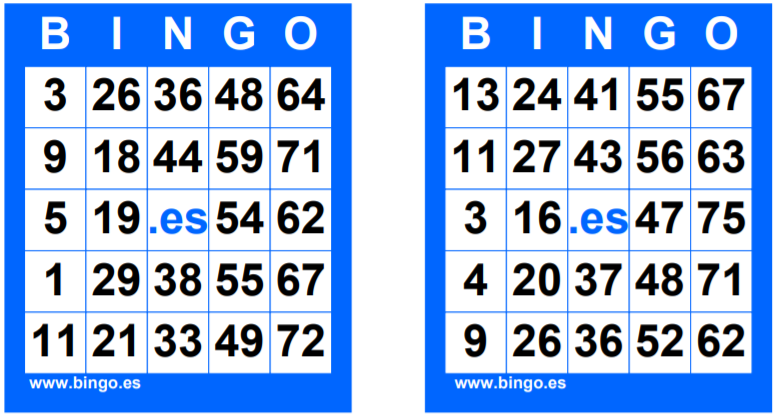 B I N G O
3 26 36 48 64
9 18 44 59 71
5 19 .es 54 62
1 29 38 55 67
11 21 33 49 72
www.bingo.es
B I N G O
13 24 41 55 67
11 27 43 56 63
3 16 .es 47 75
4 20 37 48 71
9 26 36 52 62
www.bingo.es